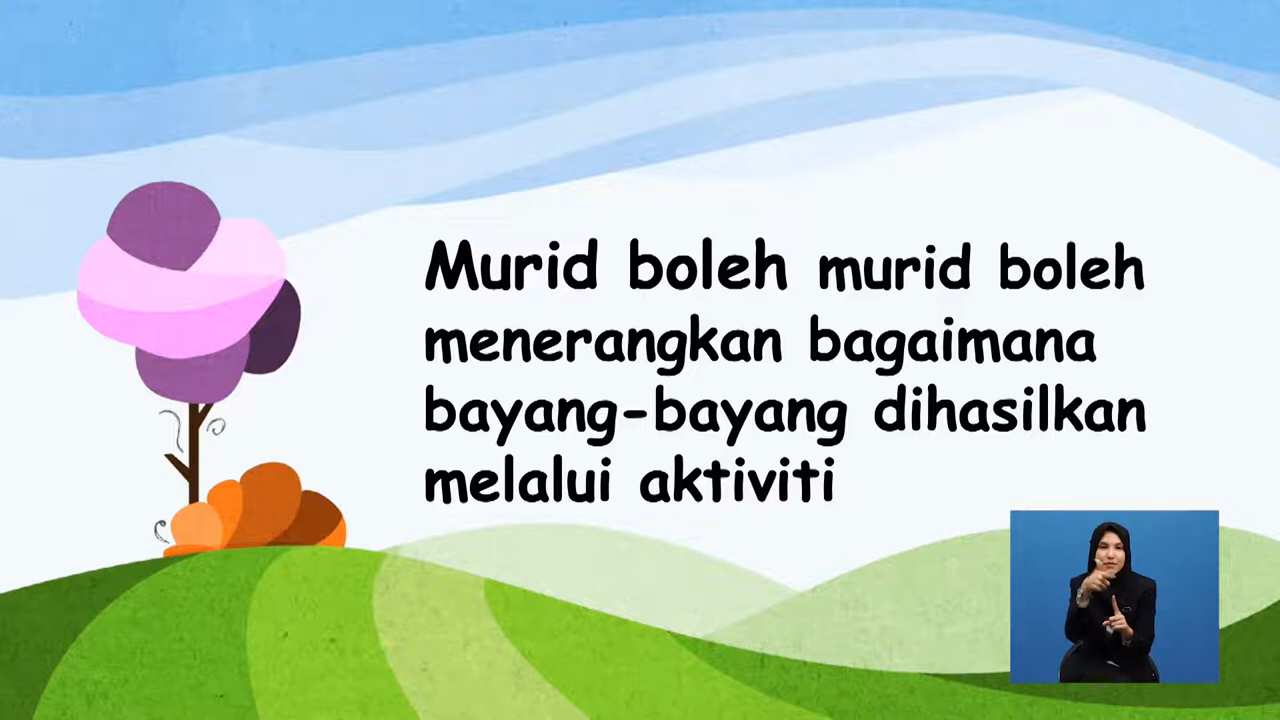 Murid boleh murid boleh
menerangkan bagaimana
bayang-bayang dihasilkan
melalui aktiviti